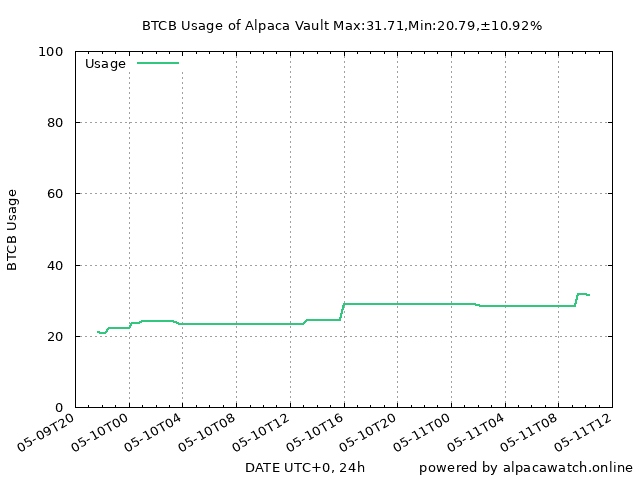 BTCB Usage of Alpaca Vault Max:31.71,Min:20.79,±10.92%
Usage
100
80
60
40
20
0
BTCB Usage
05-09T20
05-10T00
05-10T04
05-10T08
05-10T12
05-10T16
05-10T20
05-11T00
05-11T04
05-11T08
05-11T12
DATE UTC+0, 24h
powered by alpacawatch.online